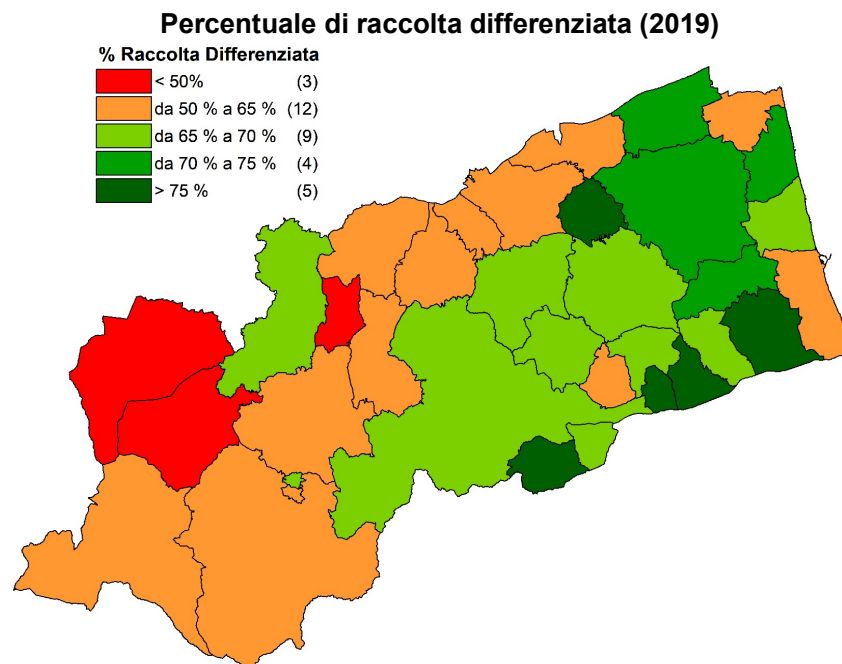 Percentuale di raccolta differenziata (2019)
% Raccolta Differenziata
< 50% (3)
da 50 % a 65 % (12)
da 65 % a 70 % (9)
da 70 % a 75 % (4)
> 75 % (5)